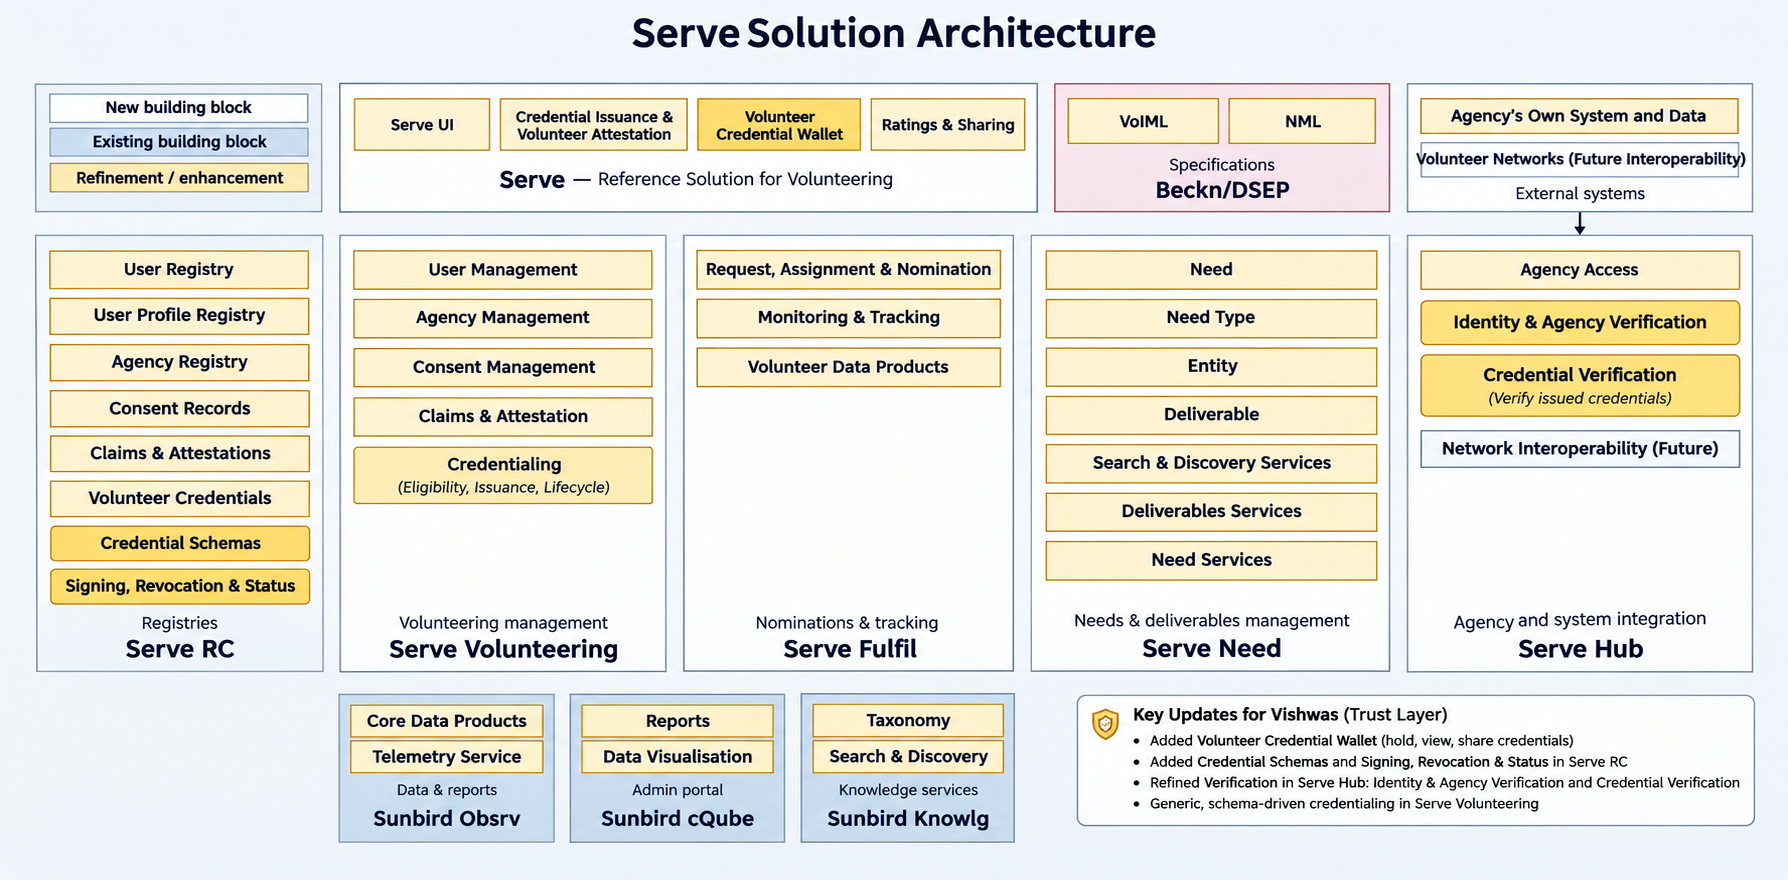 Serve Solution Architecture
New building block
Existing building block
Refinement / enhancement
Serve UI
Credential Issuance &
Volunteer Attestation
Volunteer
Credential Wallet
Ratings & Sharing
Serve — Reference Solution for Volunteering
VolML
NML
Specifications
Beckn/DSEP
Agency's Own System and Data
Volunteer Networks (Future Interoperability)
External systems
User Registry
User Profile Registry
Agency Registry
Consent Records
Claims & Attestations
Volunteer Credentials
Credential Schemas
Signing, Revocation & Status
Registries
Serve RC
User Management
Agency Management
Consent Management
Claims & Attestation
Credentialing
(Eligibility, Issuance, Lifecycle)
Volunteering management
Serve Volunteering
Request, Assignment & Nomination
Monitoring & Tracking
Volunteer Data Products
Nominations & tracking
Serve Fulfil
Need
Need Type
Entity
Deliverable
Search & Discovery Services
Deliverables Services
Need Services
Needs & deliverables management
Serve Need
Agency Access
Identity & Agency Verification
Credential Verification
(Verify issued credentials)
Network Interoperability (Future)
Agency and system integration
Serve Hub
Core Data Products
Telemetry Service
Data & reports
Sunbird Obsrv
Reports
Data Visualisation
Admin portal
Sunbird cQube
Taxonomy
Search & Discovery
Knowledge services
Sunbird Knowlg
Key Updates for Vishwas (Trust Layer)
• Added Volunteer Credential Wallet (hold, view, share credentials)
• Added Credential Schemas and Signing, Revocation & Status in Serve RC
• Refined Verification in Serve Hub: Identity & Agency Verification and Credential Verification
• Generic, schema-driven credentialing in Serve Volunteering